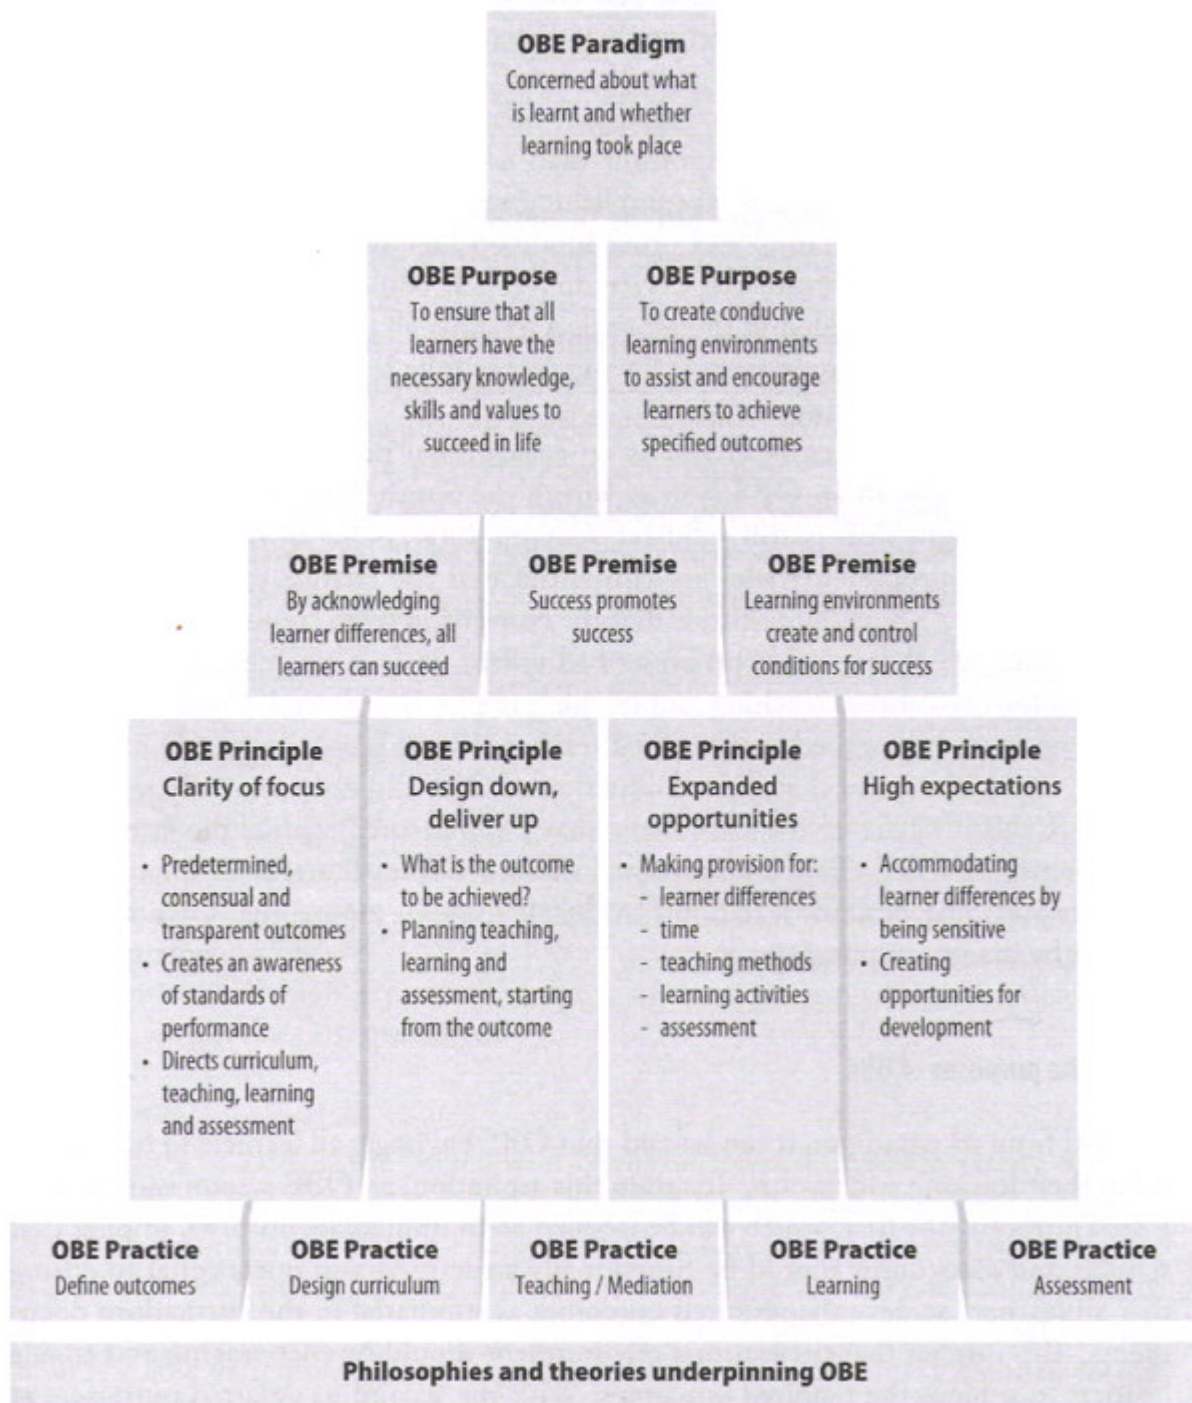 OBE Paradigm
Concerned about what
is learnt and whether
learning took place
OBE Purpose
To ensure that all
learners have the
necessary knowledge,
skills and values to
succeed in life
OBE Purpose
To create conducive
learning environments
to assist and encourage
learners to achieve
specified outcomes
OBE Premise
By acknowledging
learner differences, all
learners can succeed
OBE Premise
Success promotes
success
OBE Premise
Learning environments
create and control
conditions for success
OBE Principle
Clarity of focus
• Predetermined,
consensual and
transparent outcomes
• Creates an awareness
of standards of
performance
• Directs curriculum,
teaching, learning
and assessment
OBE Principle
Design down,
deliver up
• What is the outcome
to be achieved?
• Planning teaching,
learning and
assessment, starting
from the outcome
OBE Principle
Expanded
opportunities
• Making provision for:
- learner differences
- time
- teaching methods
- learning activities
- assessment
OBE Principle
High expectations
• Accommodating
learner differences by
being sensitive
• Creating
opportunities for
development
OBE Practice
Define outcomes
OBE Practice
Design curriculum
OBE Practice
Teaching / Mediation
OBE Practice
Learning
OBE Practice
Assessment
Philosophies and theories underpinning OBE